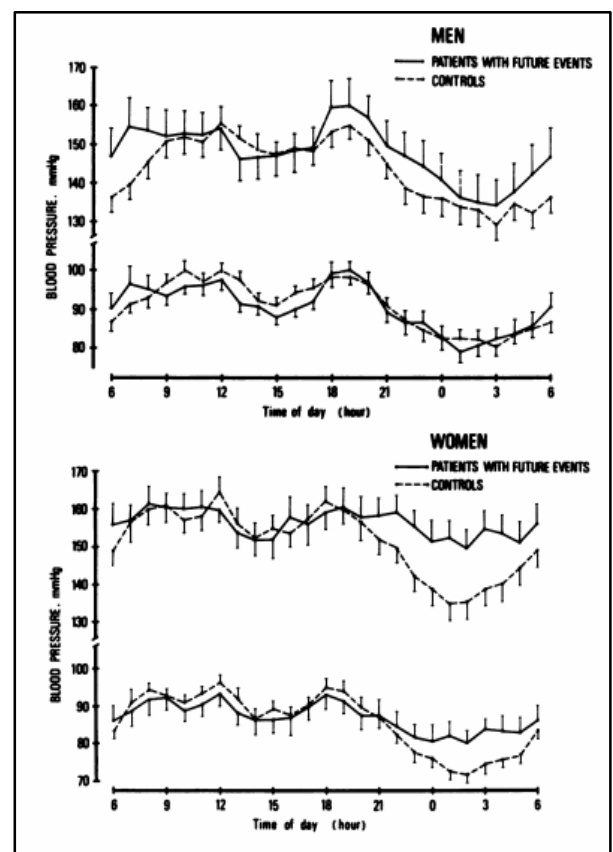 MEN
PATIENTS WITH FUTURE EVENTS
CONTROLS
170
160
150
140
130
100
90
80
BLOOD PRESSURE. mmHg
6 9 12 15 18 21 0 3 6
Time of day (hour)
WOMEN
PATIENTS WITH FUTURE EVENTS
CONTROLS
170
160
150
140
130
100
90
80
70
BLOOD PRESSURE. mmHg
6 9 12 15 18 21 0 3 6
Time of day (hour)